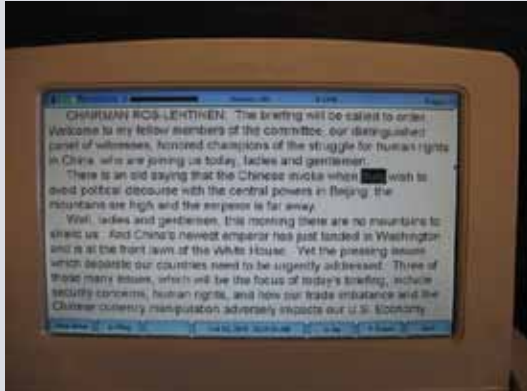 CHAIRMAN ROS-LEHTINEN: The briefing will be called to order.
Welcome to my fellow members of the committee, our distinguished
panel of witnesses, honored champions of the struggle for human rights
in China, who are joining us today, ladies and gentlemen.
There is an old saying that the Chinese invoke when they wish to
avoid political discourse with the central powers in Beijing, the
mountains are high and the emperor is far away.
Well, ladies and gentlemen, this morning there are no mountains to
shield us. And China's newest emperor has just landed in Washington
and is at the front lawn of the White House. Yet the pressing issues
which separate our countries need to be urgently addressed. Three of
those many issues, which will be the focus of today's briefing, include
security concerns, human rights, and how our trade imbalance and the
Chinese currency manipulation adversely impacts our U.S. Economy.